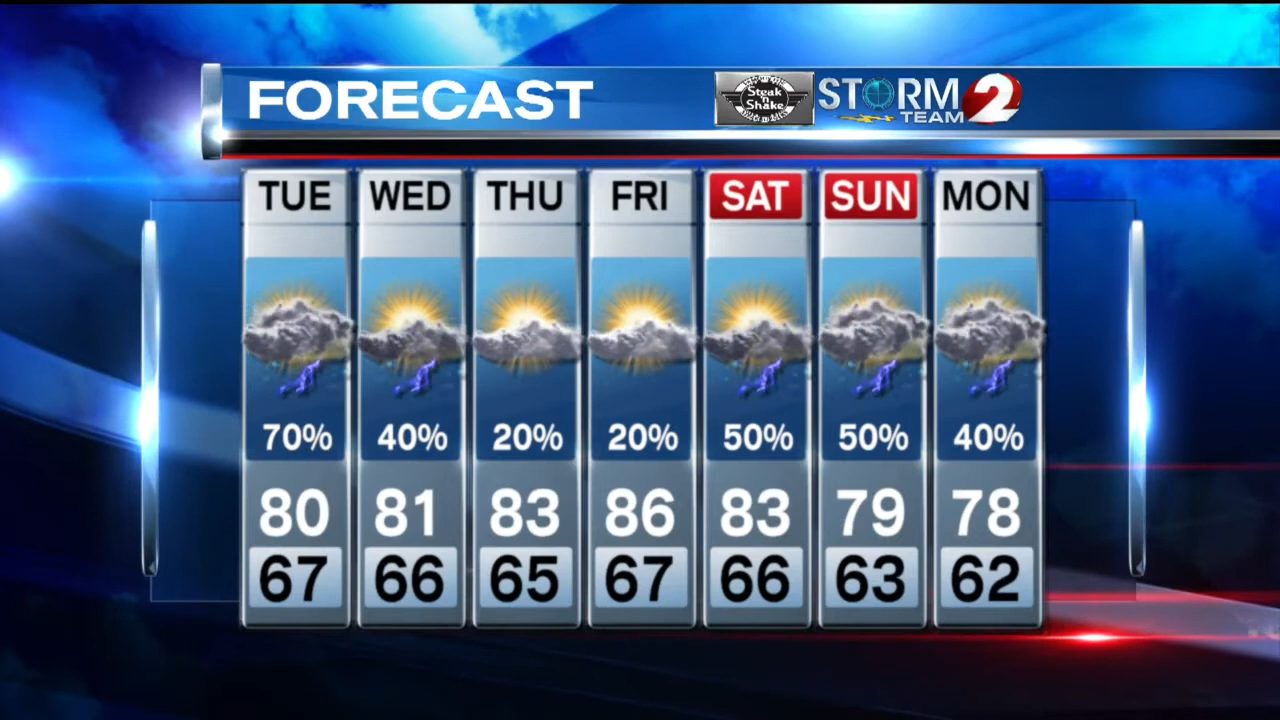 FORECAST
Steak
'n
Shake
STORM
TEAM
2
TUE WED THU FRI SAT SUN MON
70% 40% 20% 20% 50% 50% 40%
80 81 83 86 83 79 78
67 66 65 67 66 63 62